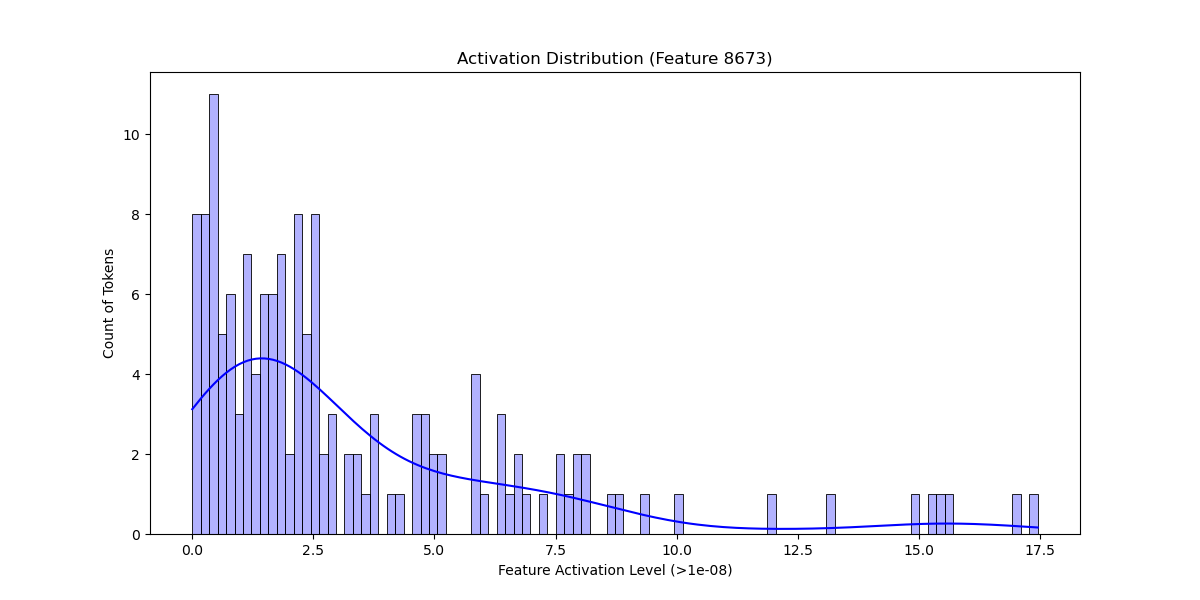 Activation Distribution (Feature 8673)
Count of Tokens
10
8
6
4
2
0
0.0 2.5 5.0 7.5 10.0 12.5 15.0 17.5
Feature Activation Level (>1e-08)